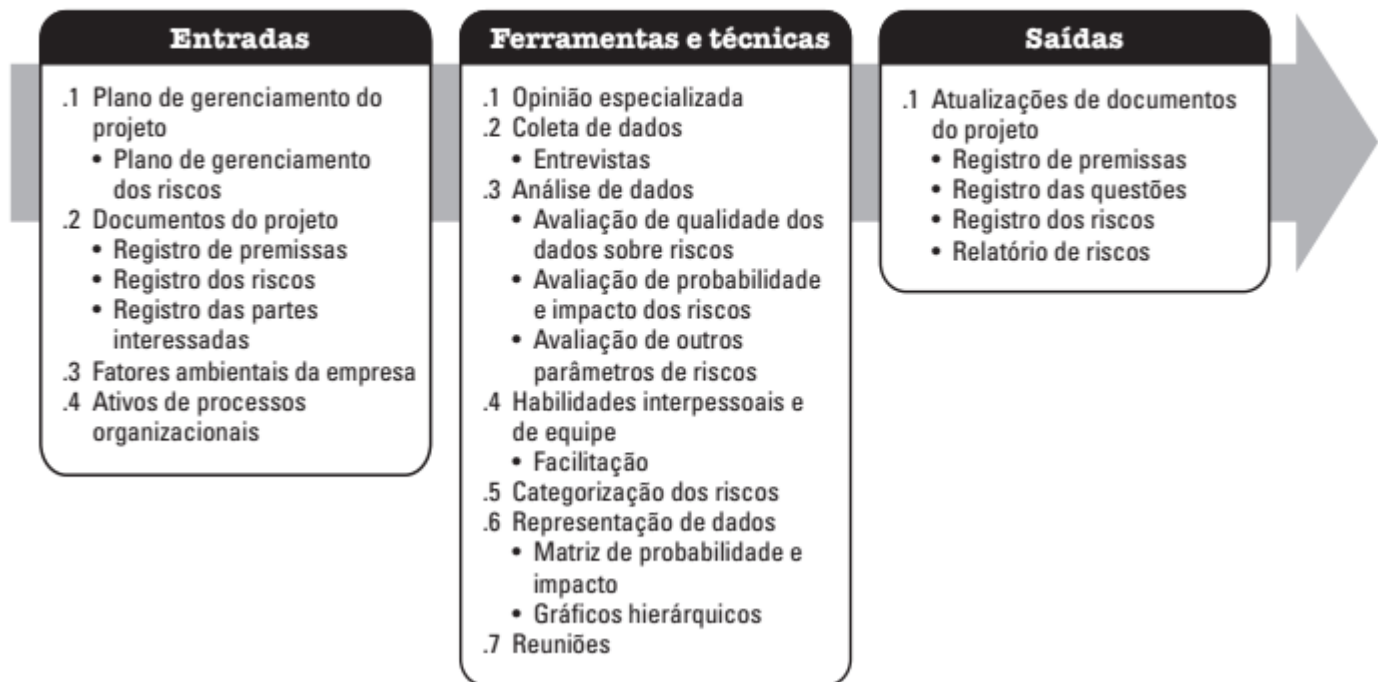 Entradas
.1 Plano de gerenciamento do
projeto
• Plano de gerenciamento
dos riscos
.2 Documentos do projeto
• Registro de premissas
• Registro dos riscos
• Registro das partes
interessadas
.3 Fatores ambientais da empresa
.4 Ativos de processos
organizacionais
Ferramentas e técnicas
.1 Opinião especializada
.2 Coleta de dados
• Entrevistas
.3 Análise de dados
• Avaliação de qualidade dos
dados sobre riscos
• Avaliação de probabilidade
e impacto dos riscos
• Avaliação de outros
parâmetros de riscos
.4 Habilidades interpessoais e
de equipe
• Facilitação
.5 Categorização dos riscos
.6 Representação de dados
• Matriz de probabilidade e
impacto
• Gráficos hierárquicos
.7 Reuniões
Saídas
.1 Atualizações de documentos
do projeto
• Registro de premissas
• Registro das questões
• Registro dos riscos
• Relatório de riscos